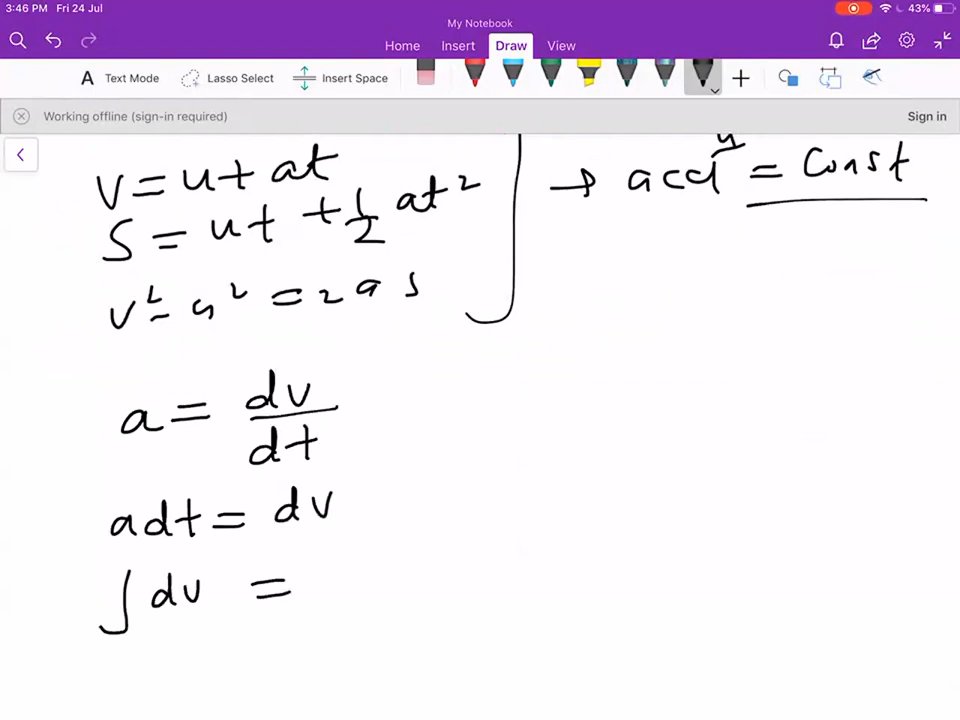 3:46 PM Fri 24 Jul
43%
My Notebook
Home Insert Draw View
A Text Mode Lasso Select Insert Space
Working offline (sign-in required) Sign in
v = u + at
S = ut + 1/2 at²
v² - u² = 2 a s
→ accⁿ = Const
a = dv/dt
adt = dv
∫ dv =